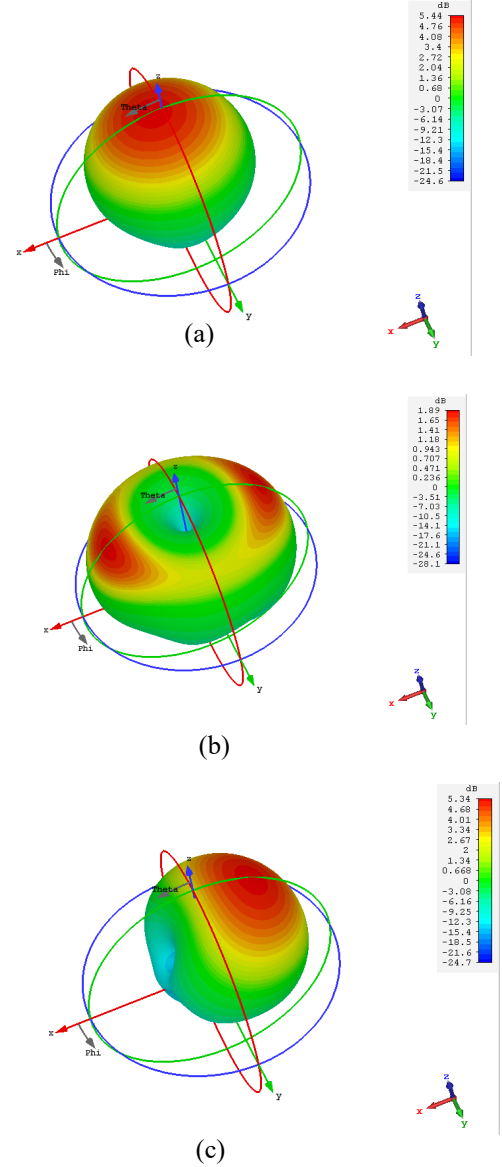 dB
5.44
4.76
4.08
3.4
2.72
2.04
1.36
0.68
0
-3.07
-6.14
-9.21
-12.3
-15.4
-18.4
-21.5
-24.6
z
Theta
x
Phi
y
z
x
y
(a)
dB
1.89
1.65
1.41
1.18
0.943
0.707
0.471
0.236
0
-3.51
-7.03
-10.5
-14.1
-17.6
-21.1
-24.6
-28.1
z
Theta
x
Phi
y
z
x
y
(b)
dB
5.34
4.68
4.01
3.34
2.67
2
1.34
0.668
0
-3.08
-6.16
-9.25
-12.3
-15.4
-18.5
-21.6
-24.7
z
Theta
x
Phi
y
z
x
y
(c)